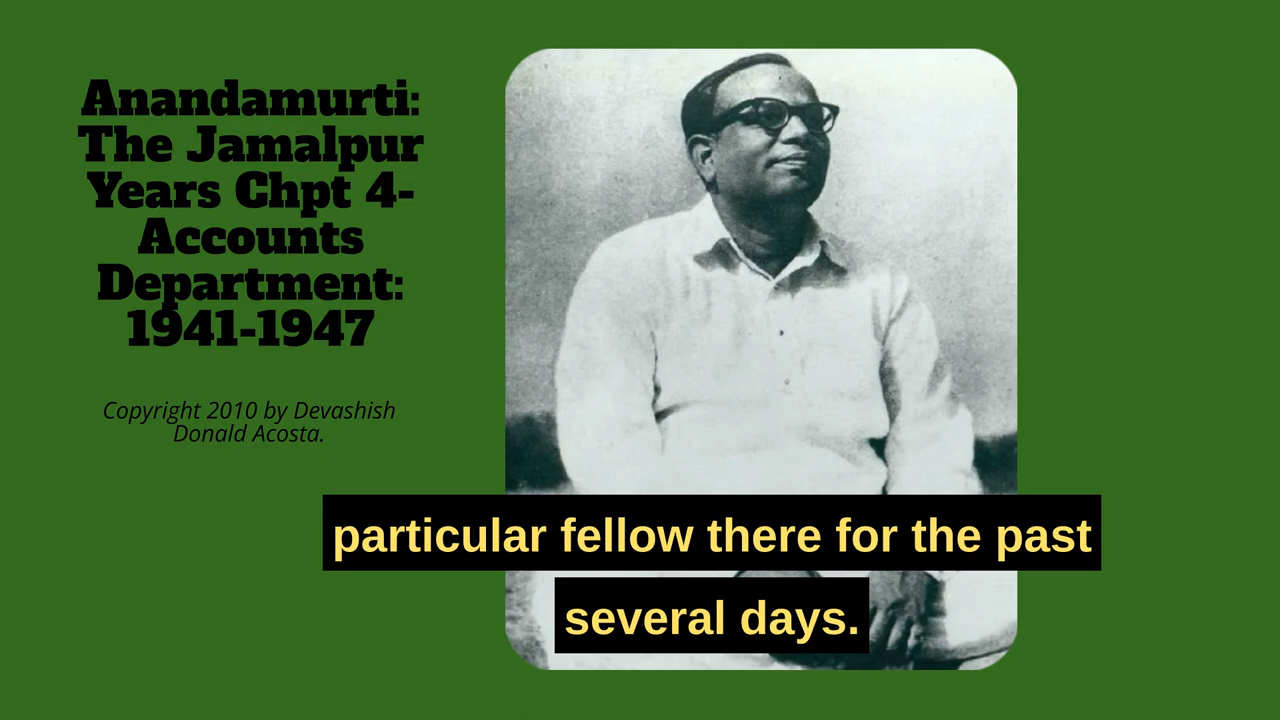 Anandamurti:
The Jamalpur
Years Chpt 4-
Accounts
Department:
1941-1947
Copyright 2010 by Devashish
Donald Acosta.
particular fellow there for the past
several days.